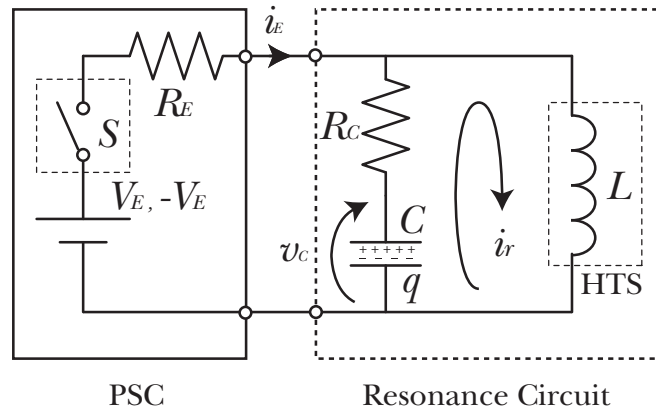 i_E
R_E
S
V_E, -V_E
R_C
v_C
C
+ + + + +
− − − − −
q
i_r
L
HTS
PSC
Resonance Circuit